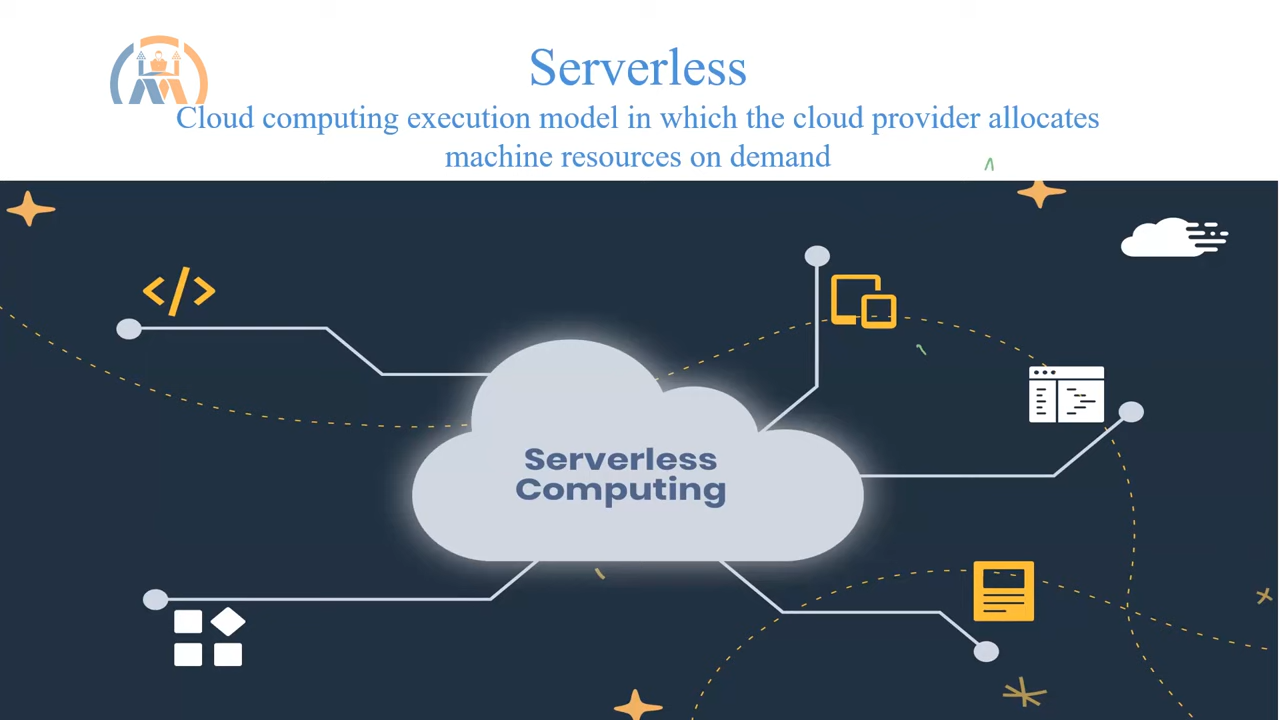 Serverless
Cloud computing execution model in which the cloud provider allocates
machine resources on demand
</>
Serverless
Computing